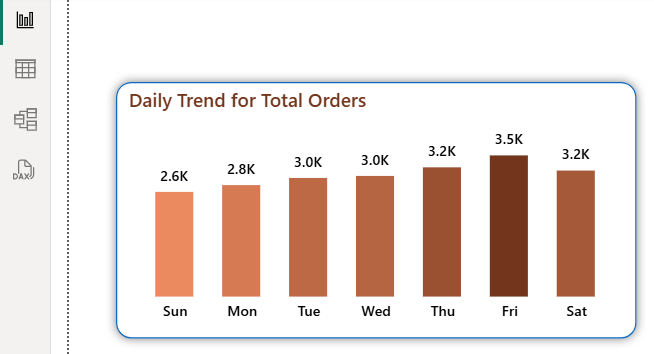 Daily Trend for Total Orders
3.5K
3.2K
3.2K
3.0K
3.0K
2.8K
2.6K
Sun Mon Tue Wed Thu Fri Sat
DAX